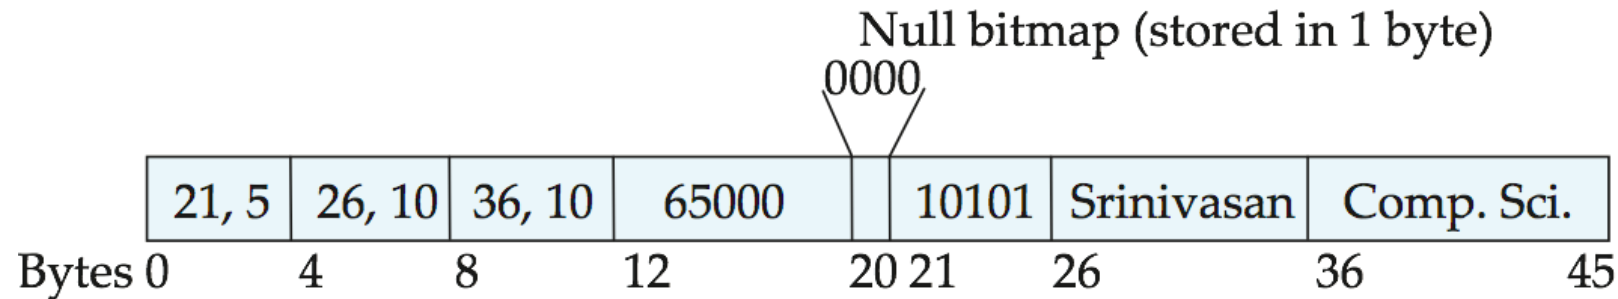 Null bitmap (stored in 1 byte)
0000
21, 5 26, 10 36, 10 65000 10101 Srinivasan Comp. Sci.
Bytes 0 4 8 12 20 21 26 36 45